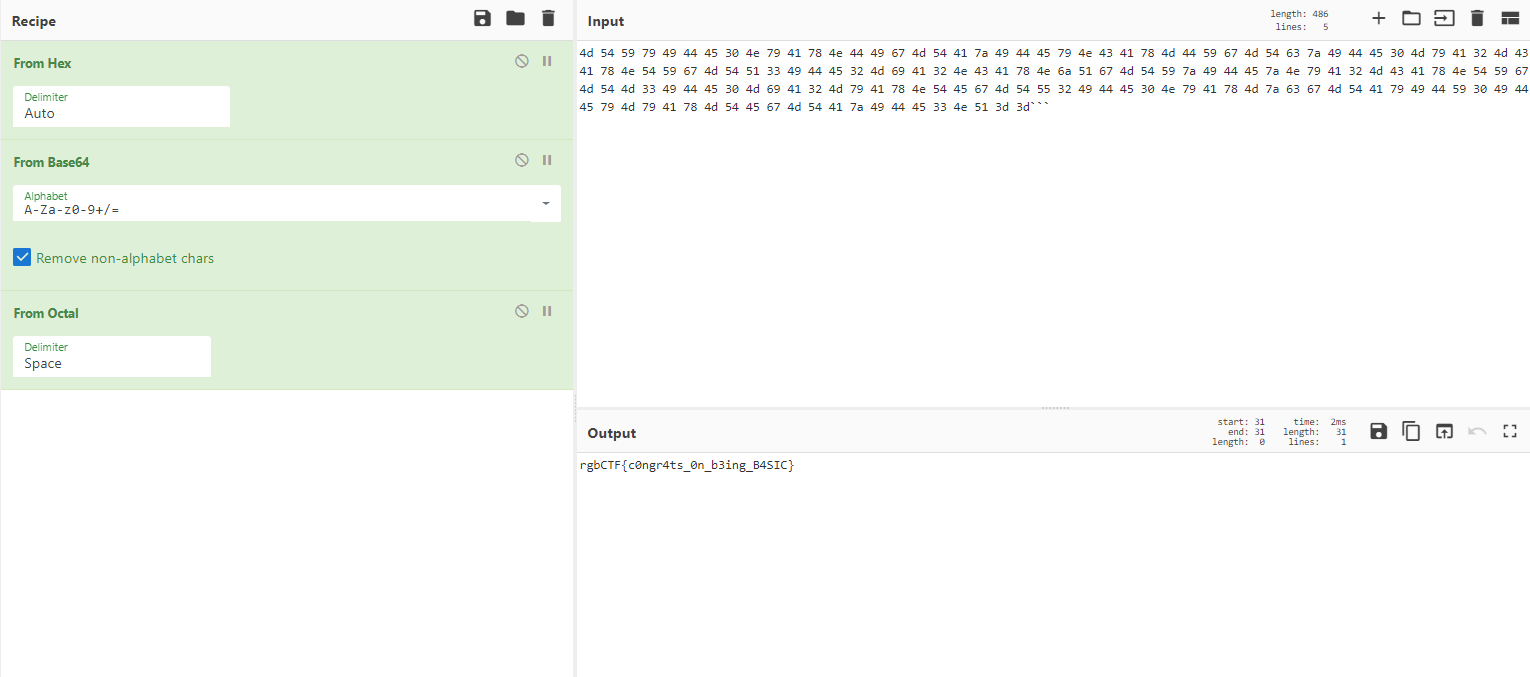 Recipe
From Hex
Delimiter
Auto
From Base64
Alphabet
A-Za-z0-9+/=
Remove non-alphabet chars
From Octal
Delimiter
Space
Input
length: 486
lines: 5
4d 54 59 79 49 44 45 30 4e 79 41 78 4e 44 49 67 4d 54 41 7a 49 44 45 79 4e 43 41 78 4d 44 59 67 4d 54 63 7a 49 44 45 30 4d 79 41 32 4d 43
41 78 4e 54 59 67 4d 54 51 33 49 44 45 32 4d 69 41 32 4e 43 41 78 4e 6a 51 67 4d 54 59 7a 49 44 45 7a 4e 79 41 32 4d 43 41 78 4e 54 59 67
4d 54 4d 33 49 44 45 30 4d 69 41 32 4d 79 41 78 4e 54 45 67 4d 54 55 32 49 44 45 30 4e 79 41 78 4d 7a 63 67 4d 54 41 79 49 44 59 30 49 44
45 79 4d 79 41 78 4d 54 45 67 4d 54 41 7a 49 44 45 33 4e 51 3d 3d```
Output
start: 31
end: 31
length: 0
time: 2ms
length: 31
lines: 1
rgbCTF{c0ngr4ts_0n_b3ing_B4SIC}